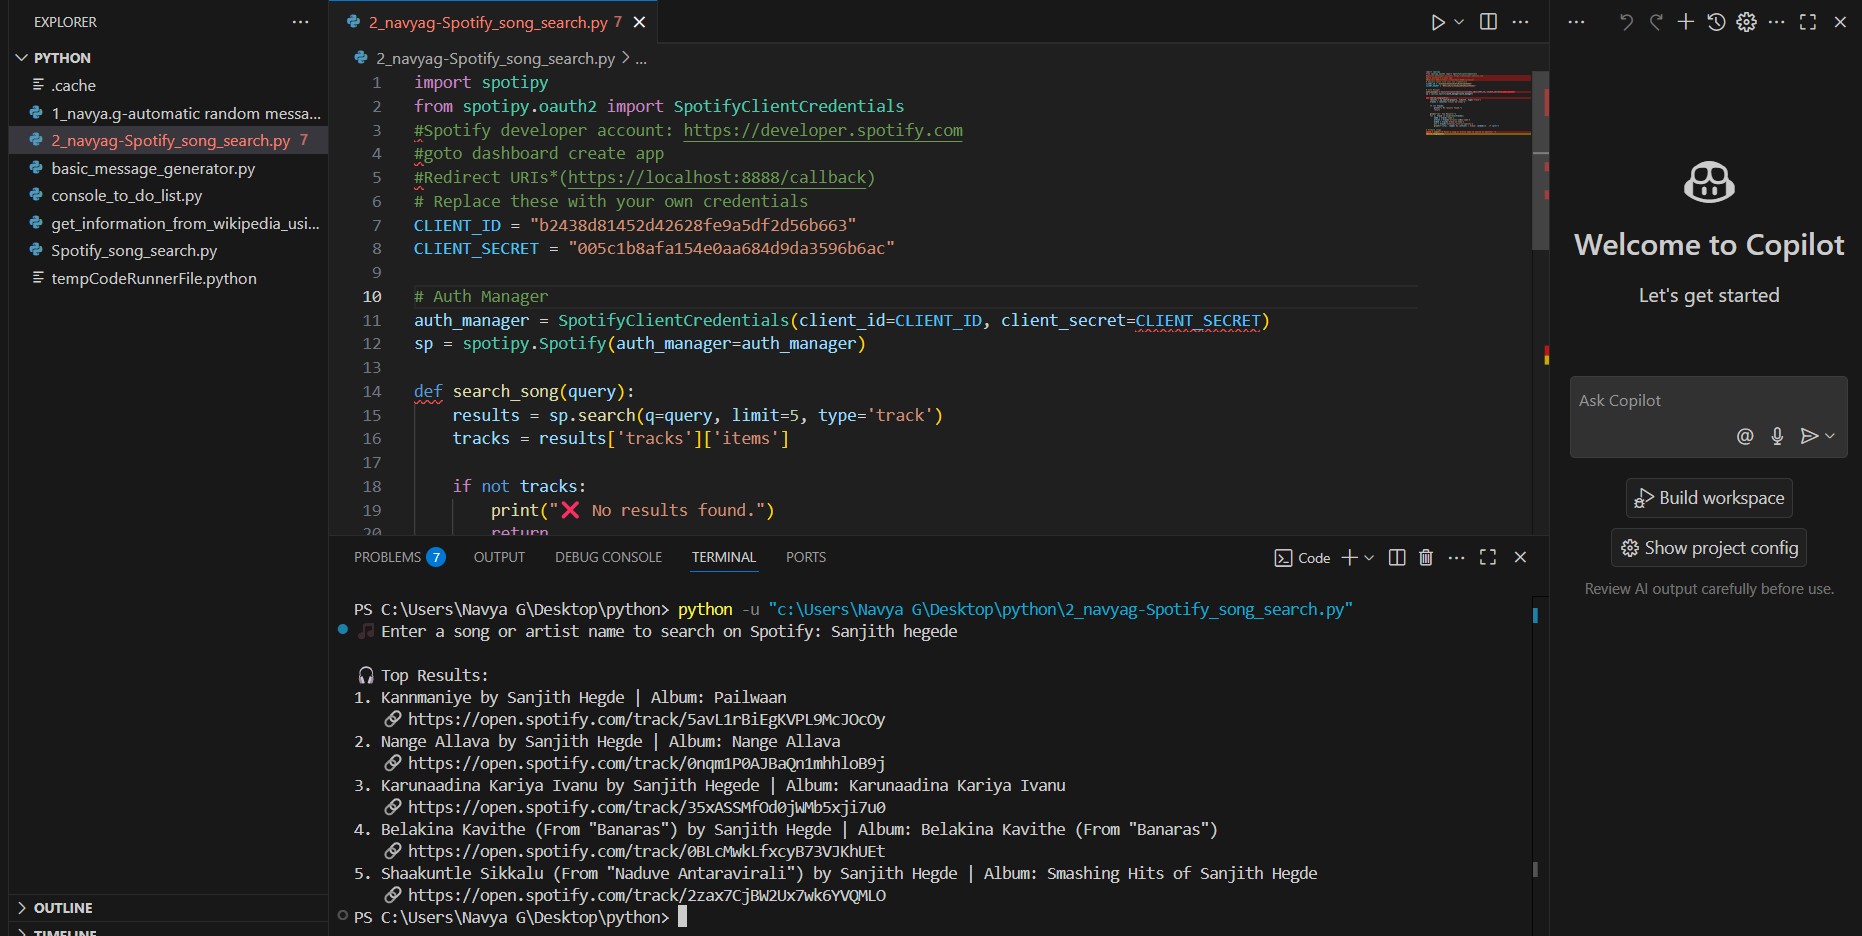 EXPLORER
PYTHON
.cache
1_navya.g-automatic random messa...
2_navyag-Spotify_song_search.py 7
basic_message_generator.py
console_to_do_list.py
get_information_from_wikipedia_usi...
Spotify_song_search.py
tempCodeRunnerFile.python
OUTLINE
TIMELINE
2_navyag-Spotify_song_search.py 7
2_navyag-Spotify_song_search.py > ...
1 import spotipy
2 from spotipy.oauth2 import SpotifyClientCredentials
3 #Spotify developer account: https://developer.spotify.com
4 #goto dashboard create app
5 #Redirect URIs*(https://localhost:8888/callback)
6 # Replace these with your own credentials
7 CLIENT_ID = "b2438d81452d42628fe9a5df2d56b663"
8 CLIENT_SECRET = "005c1b8afa154e0aa684d9da3596b6ac"
9
10 # Auth Manager
11 auth_manager = SpotifyClientCredentials(client_id=CLIENT_ID, client_secret=CLIENT_SECRET)
12 sp = spotipy.Spotify(auth_manager=auth_manager)
13
14 def search_song(query):
15 results = sp.search(q=query, limit=5, type='track')
16 tracks = results['tracks']['items']
17
18 if not tracks:
19 print("❌ No results found.")
20 return
PROBLEMS 7 OUTPUT DEBUG CONSOLE TERMINAL PORTS
Code
PS C:\Users\Navya G\Desktop\python> python -u "c:\Users\Navya G\Desktop\python\2_navyag-Spotify_song_search.py"
🎵 Enter a song or artist name to search on Spotify: Sanjith hegede
🎧 Top Results:
1. Kannmaniye by Sanjith Hegde | Album: Pailwaan
🔗 https://open.spotify.com/track/5avL1rBiEgKVPL9McJOcOy
2. Nange Allava by Sanjith Hegde | Album: Nange Allava
🔗 https://open.spotify.com/track/0nqm1P0AJBaQn1mhhloB9j
3. Karunaadina Kariya Ivanu by Sanjith Hegede | Album: Karunaadina Kariya Ivanu
🔗 https://open.spotify.com/track/35xASSMfOd0jWMb5xji7u0
4. Belakina Kavithe (From "Banaras") by Sanjith Hegde | Album: Belakina Kavithe (From "Banaras")
🔗 https://open.spotify.com/track/0BLcMwkLfxcyB73VJKhUEt
5. Shaakuntle Sikkalu (From "Naduve Antaravirali") by Sanjith Hegde | Album: Smashing Hits of Sanjith Hegde
🔗 https://open.spotify.com/track/2zax7CjBW2Ux7wk6YVQMLO
PS C:\Users\Navya G\Desktop\python>
Welcome to Copilot
Let's get started
Ask Copilot
Build workspace
Show project config
Review AI output carefully before use.